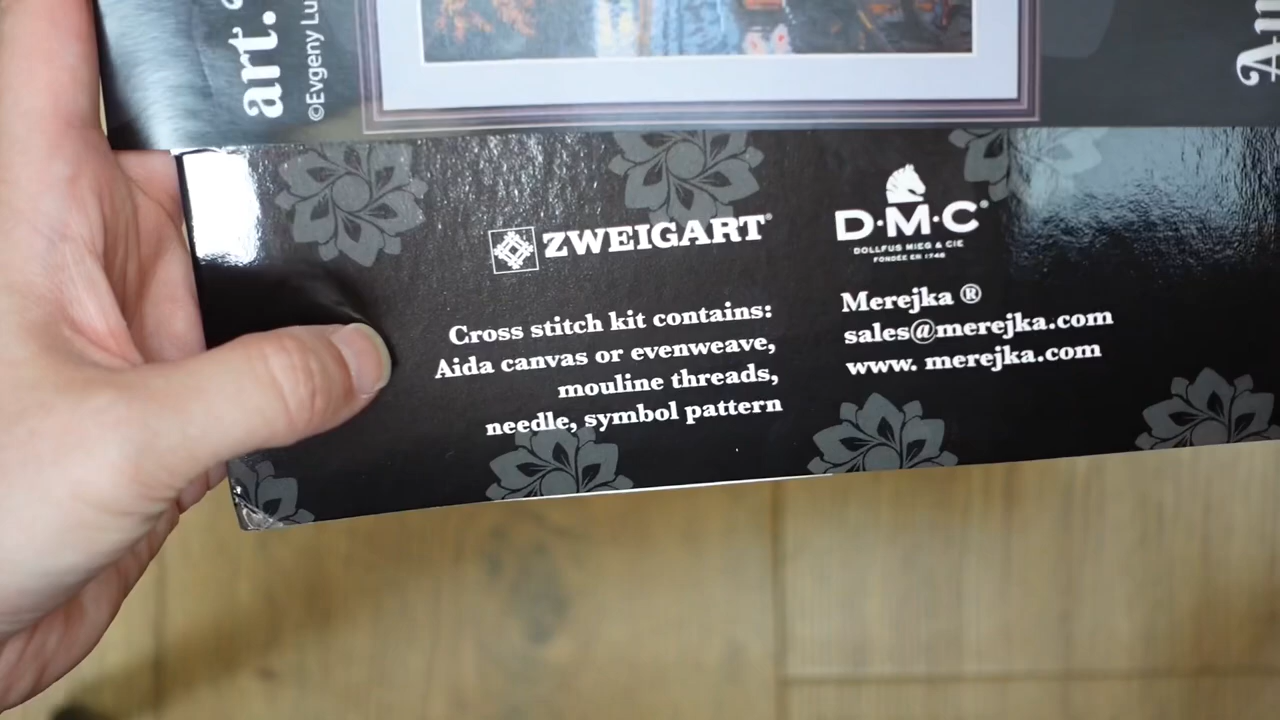 art.
©Evgeny Lu
ZWEIGART®
D·M·C®
DOLLFUS MIEG & CIE
FONDÉE EN 1746
Cross stitch kit contains:
Aida canvas or evenweave,
mouline threads,
needle, symbol pattern
Merejka ®
sales@merejka.com
www. merejka.com